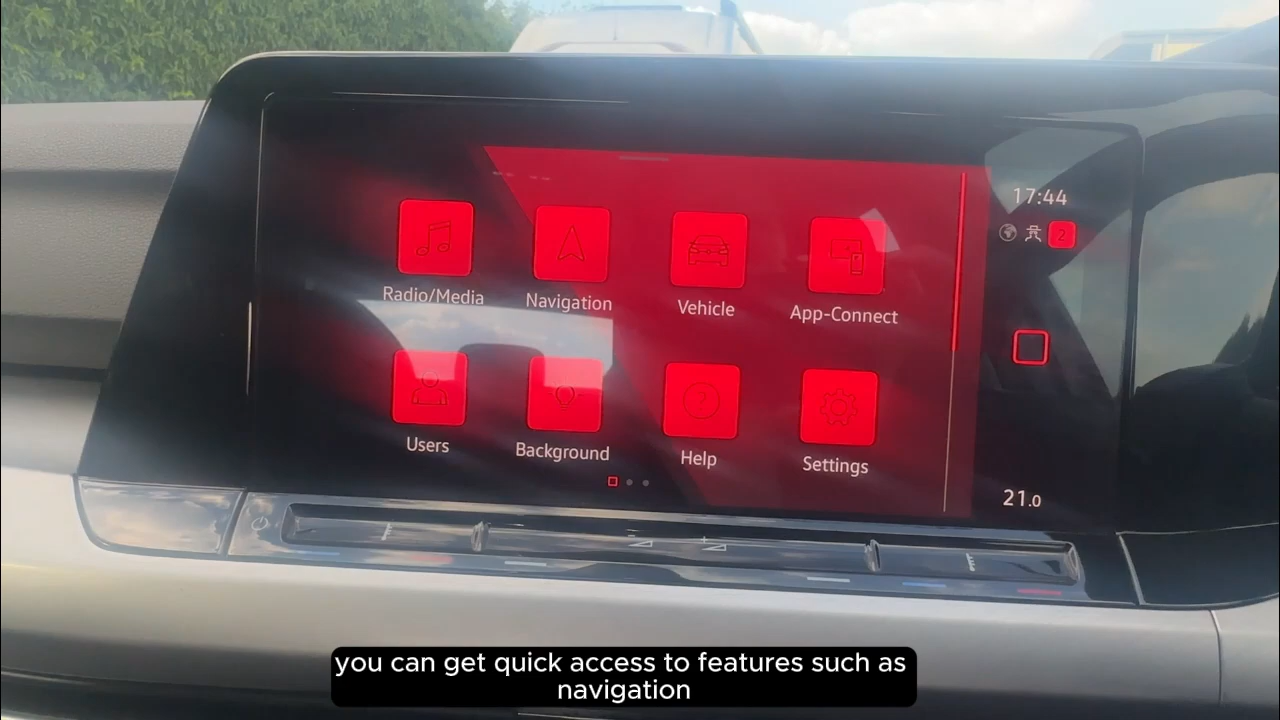 17:44
2
Radio/Media
Navigation
Vehicle
App-Connect
Users
Background
Help
?
Settings
21.0
you can get quick access to features such as
navigation